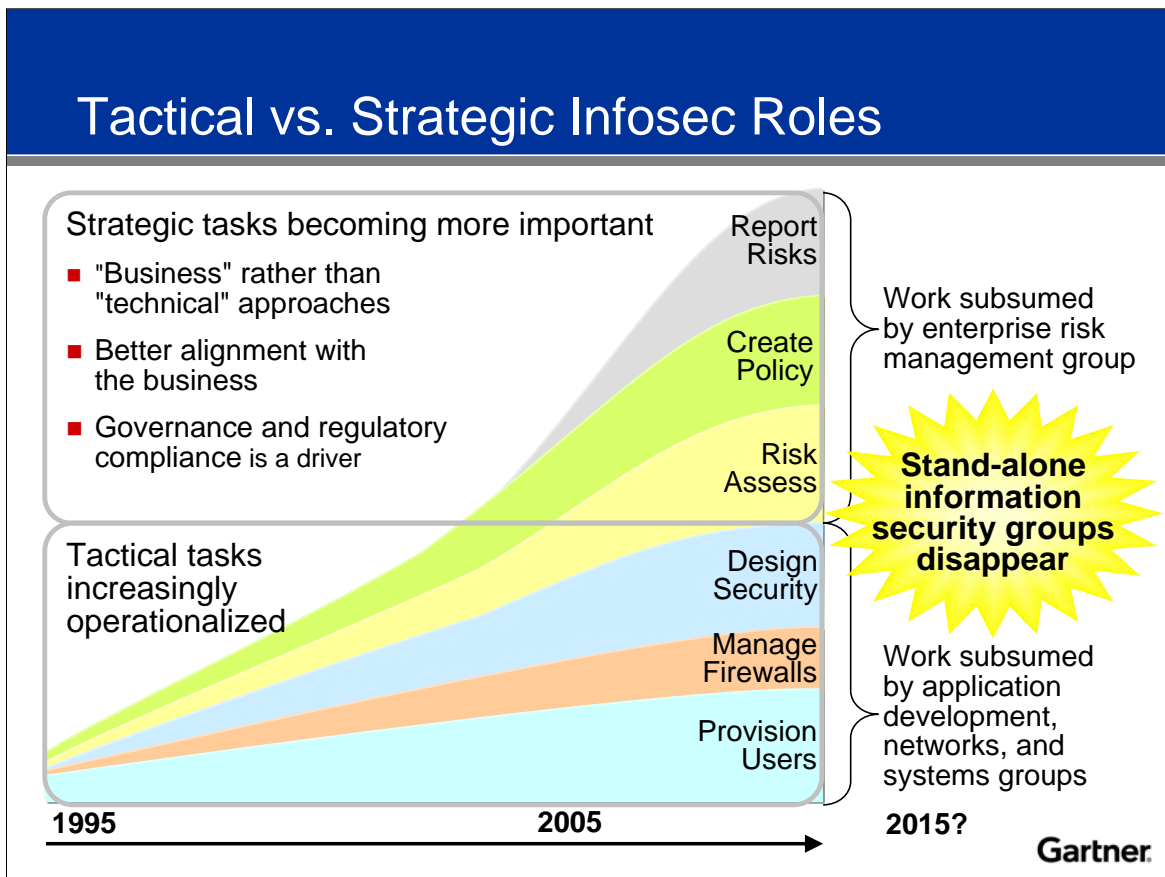 Tactical vs. Strategic Infosec Roles
Strategic tasks becoming more important
"Business" rather than
"technical" approaches
Better alignment with
the business
Governance and regulatory
compliance is a driver
Tactical tasks
increasingly
operationalized
Report
Risks
Create
Policy
Risk
Assess
Design
Security
Manage
Firewalls
Provision
Users
Work subsumed
by enterprise risk
management group
Stand-alone
information
security groups
disappear
Work subsumed
by application
development,
networks, and
systems groups
1995
2005
2015?
Gartner.